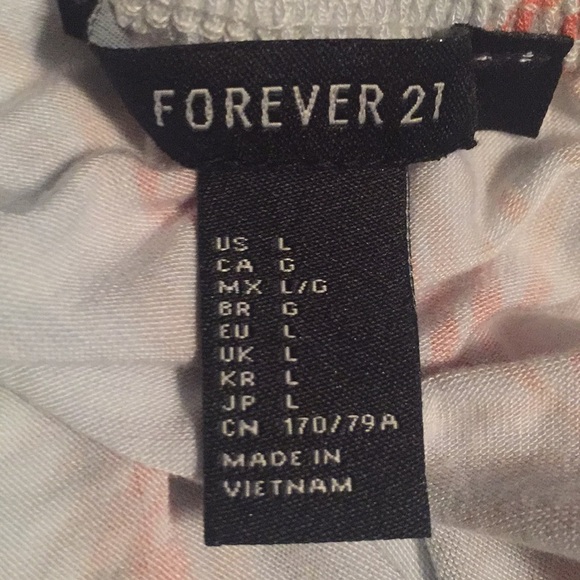 FOREVER 21
US L
CA G
MX L/G
BR G
EU L
UK L
KR L
JP L
CN 170/79A
MADE IN
VIETNAM